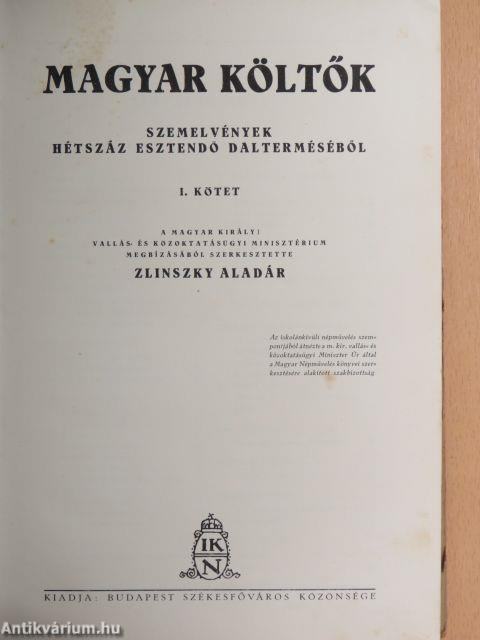 MAGYAR KÖLTŐK
SZEMELVÉNYEK
HÉTSZÁZ ESZTENDŐ DALTERMÉSÉBŐL
I. KÖTET
A MAGYAR KIRÁLYI
VALLÁS- ÉS KÖZOKTATÁSÜGYI MINISZTÉRIUM
MEGBÍZÁSÁBÓL SZERKESZTETTE
ZLINSZKY ALADÁR
Az iskolánkívüli népművelés szem-
pontjából átnézte a m. kir. vallás- és
közoktatásügyi Miniszter Úr által
a Magyar Népművelés könyvei szer-
kesztésére alakított szakbizottság
IK
N
KIADJA: BUDAPEST SZÉKESFŐVÁROS KÖZÖNSÉGE
Antikvárium.hu